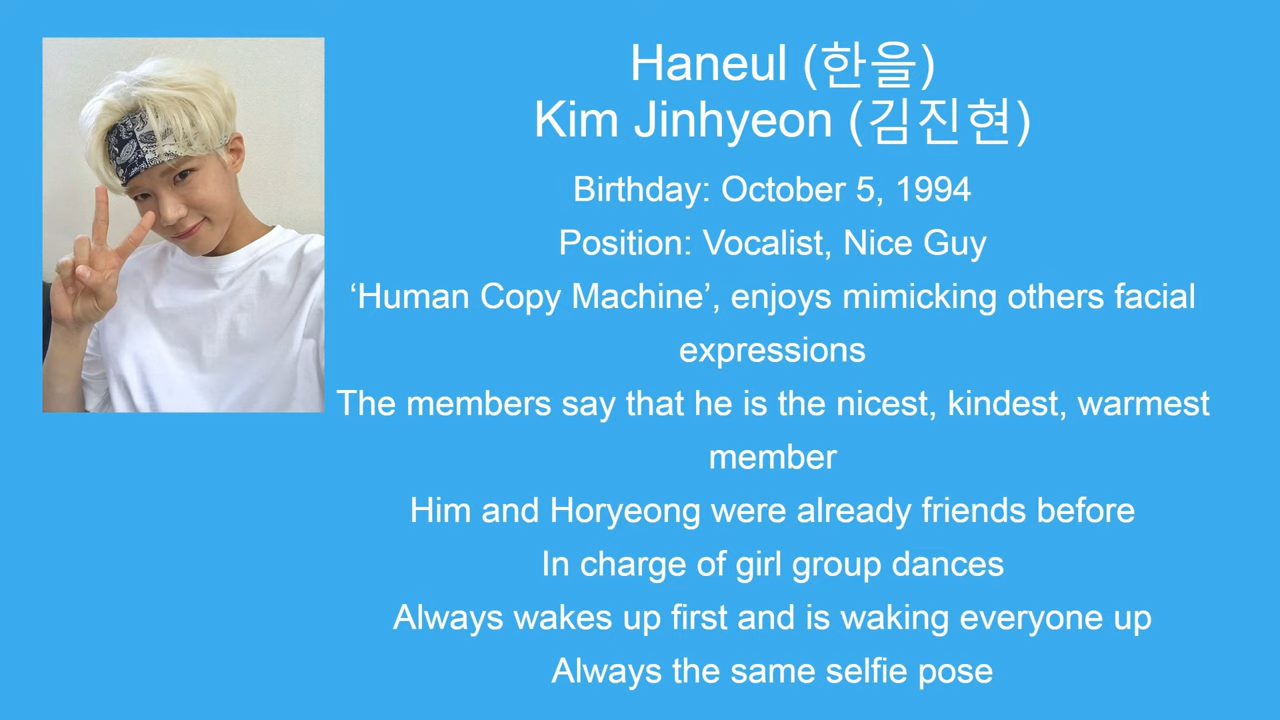 Haneul (한을)
Kim Jinhyeon (김진현)
Birthday: October 5, 1994
Position: Vocalist, Nice Guy
‘Human Copy Machine’, enjoys mimicking others facial
expressions
The members say that he is the nicest, kindest, warmest
member
Him and Horyeong were already friends before
In charge of girl group dances
Always wakes up first and is waking everyone up
Always the same selfie pose